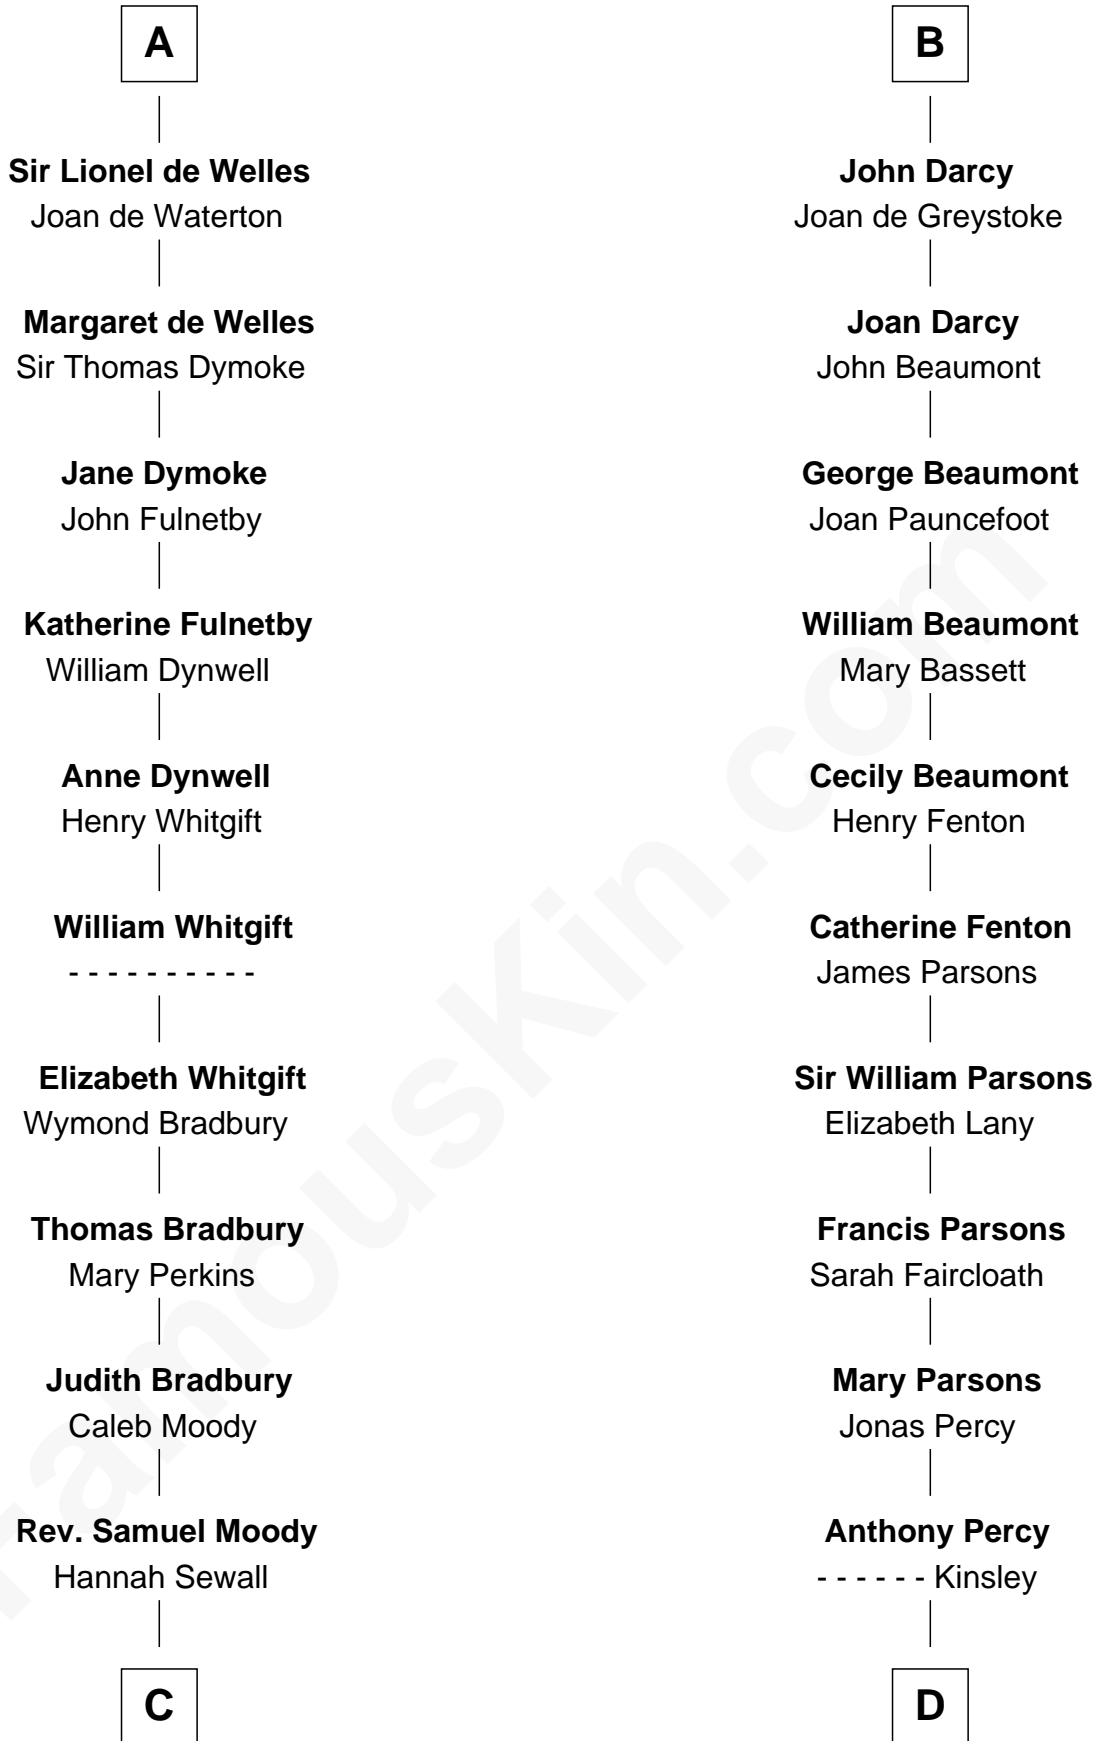 A
Sir Lionel de Welles
Joan de Waterton
Margaret de Welles
Sir Thomas Dymoke
Jane Dymoke
John Fulnetby
Katherine Fulnetby
William Dynwell
Anne Dynwell
Henry Whitgift
William Whitgift
- - - - - - - - - -
Elizabeth Whitgift
Wymond Bradbury
Thomas Bradbury
Mary Perkins
Judith Bradbury
Caleb Moody
Rev. Samuel Moody
Hannah Sewall
C
B
John Darcy
Joan de Greystoke
Joan Darcy
John Beaumont
George Beaumont
Joan Pauncefoot
William Beaumont
Mary Bassett
Cecily Beaumont
Henry Fenton
Catherine Fenton
James Parsons
Sir William Parsons
Elizabeth Lany
Francis Parsons
Sarah Faircloath
Mary Parsons
Jonas Percy
Anthony Percy
- - - - - - Kinsley
D
FamousKin.com